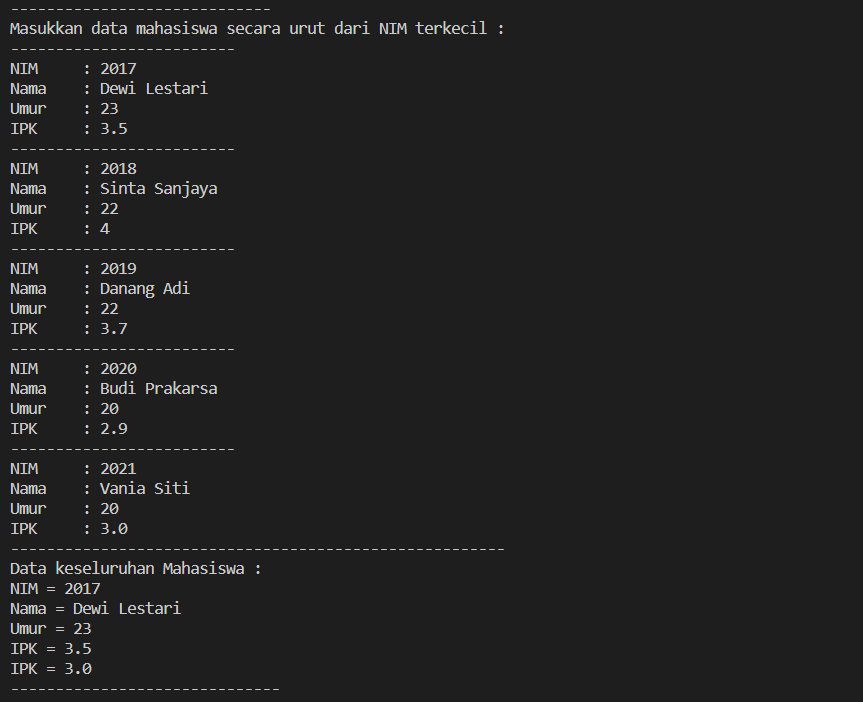 -----------------------------
Masukkan data mahasiswa secara urut dari NIM terkecil :
-------------------------
NIM     : 2017
Nama    : Dewi Lestari
Umur    : 23
IPK     : 3.5
-------------------------
NIM     : 2018
Nama    : Sinta Sanjaya
Umur    : 22
IPK     : 4
-------------------------
NIM     : 2019
Nama    : Danang Adi
Umur    : 22
IPK     : 3.7
-------------------------
NIM     : 2020
Nama    : Budi Prakarsa
Umur    : 20
IPK     : 2.9
-------------------------
NIM     : 2021
Nama    : Vania Siti
Umur    : 20
IPK     : 3.0
-------------------------------------------------------
Data keseluruhan Mahasiswa :
NIM = 2017
Nama = Dewi Lestari
Umur = 23
IPK = 3.5
IPK = 3.0
------------------------------